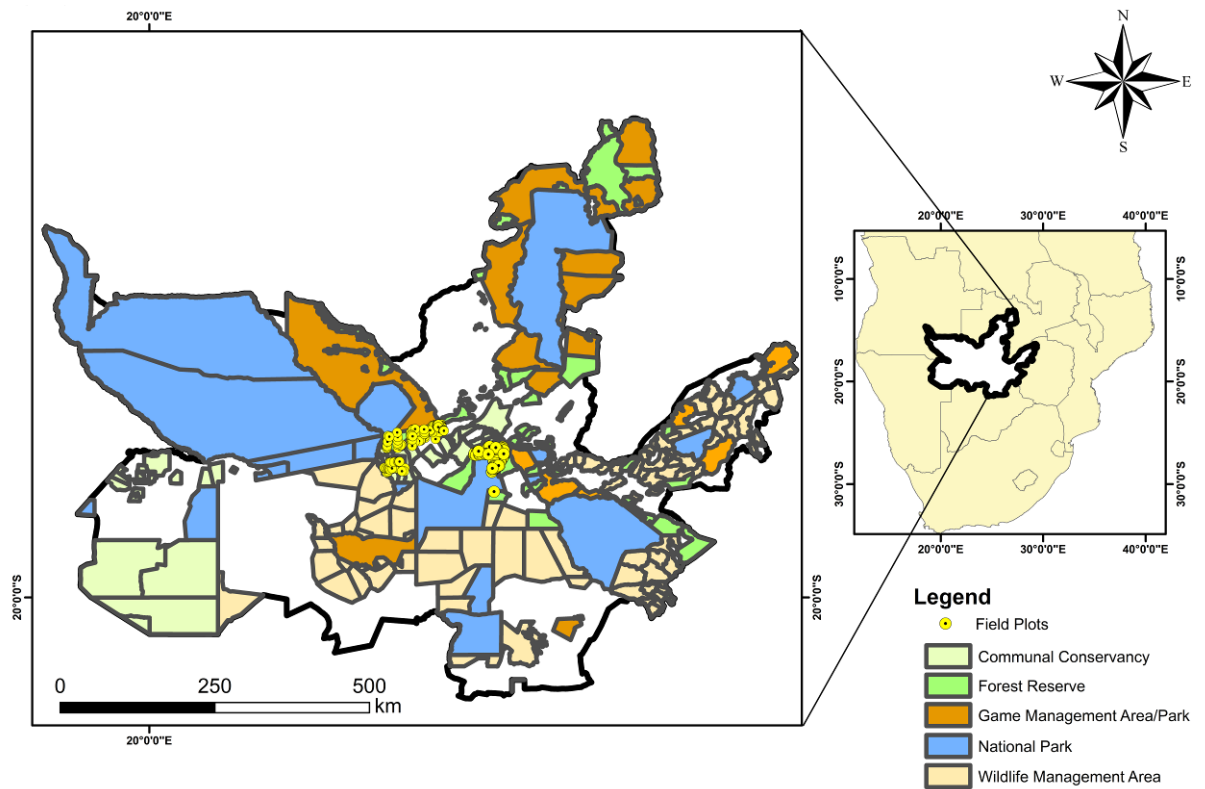 20°0'0"E
N
W
E
S
20°0'0"E 30°0'0"E 40°0'0"E
10°0'0"S
10°0'0"S
20°0'0"S
20°0'0"S
30°0'0"S
30°0'0"S
20°0'0"E 30°0'0"E 40°0'0"E
20°0'0"S
20°0'0"S
0 250 500
km
20°0'0"E
Legend
Field Plots
Communal Conservancy
Forest Reserve
Game Management Area/Park
National Park
Wildlife Management Area